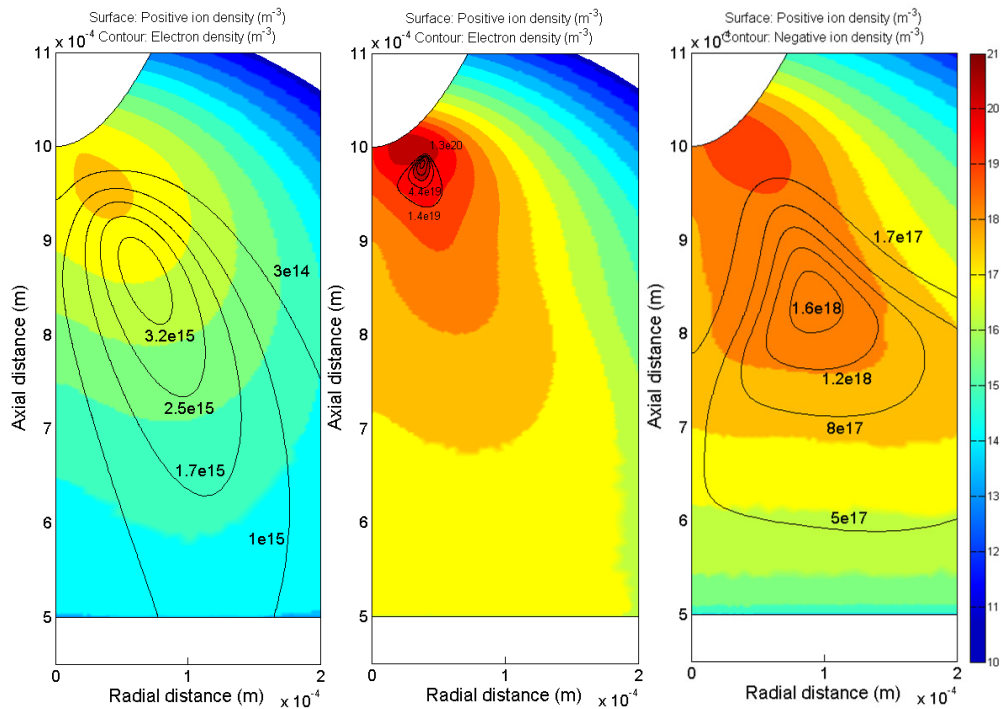 Surface: Positive ion density (m⁻³)
x 10⁻⁴ Contour: Electron density (m⁻³)
11
10
9
8
7
6
5
Axial distance (m)
3e14
3.2e15
2.5e15
1.7e15
1e15
0
1
2
Radial distance (m)
x 10⁻⁴
Surface: Positive ion density (m⁻³)
x 10⁻⁴ Contour: Electron density (m⁻³)
11
10
9
8
7
6
5
Axial distance (m)
1.3e20
4.4e19
1.4e19
0
1
2
Radial distance (m)
x 10⁻⁴
Surface: Positive ion density (m⁻³)
Contour: Negative ion density (m⁻³)
11
10
9
8
7
6
5
Axial distance (m)
1.7e17
1.6e18
1.2e18
8e17
5e17
0
1
2
Radial distance (m)
x 10⁻⁴
21
20
19
18
17
16
15
14
13
12
11
10